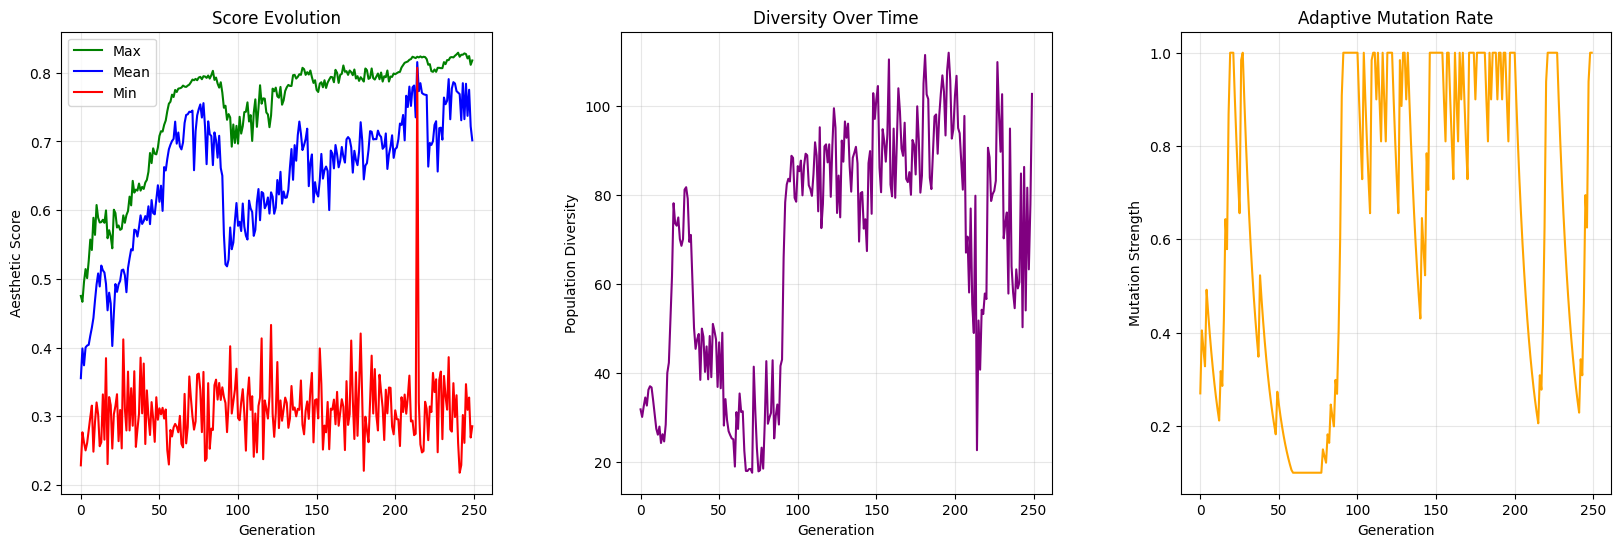 Score Evolution
Max
Mean
Min
Aesthetic Score
0.8
0.7
0.6
0.5
0.4
0.3
0.2
0
50
100
150
200
250
Generation
Diversity Over Time
Population Diversity
100
80
60
40
20
0
50
100
150
200
250
Generation
Adaptive Mutation Rate
Mutation Strength
1.0
0.8
0.6
0.4
0.2
0
50
100
150
200
250
Generation